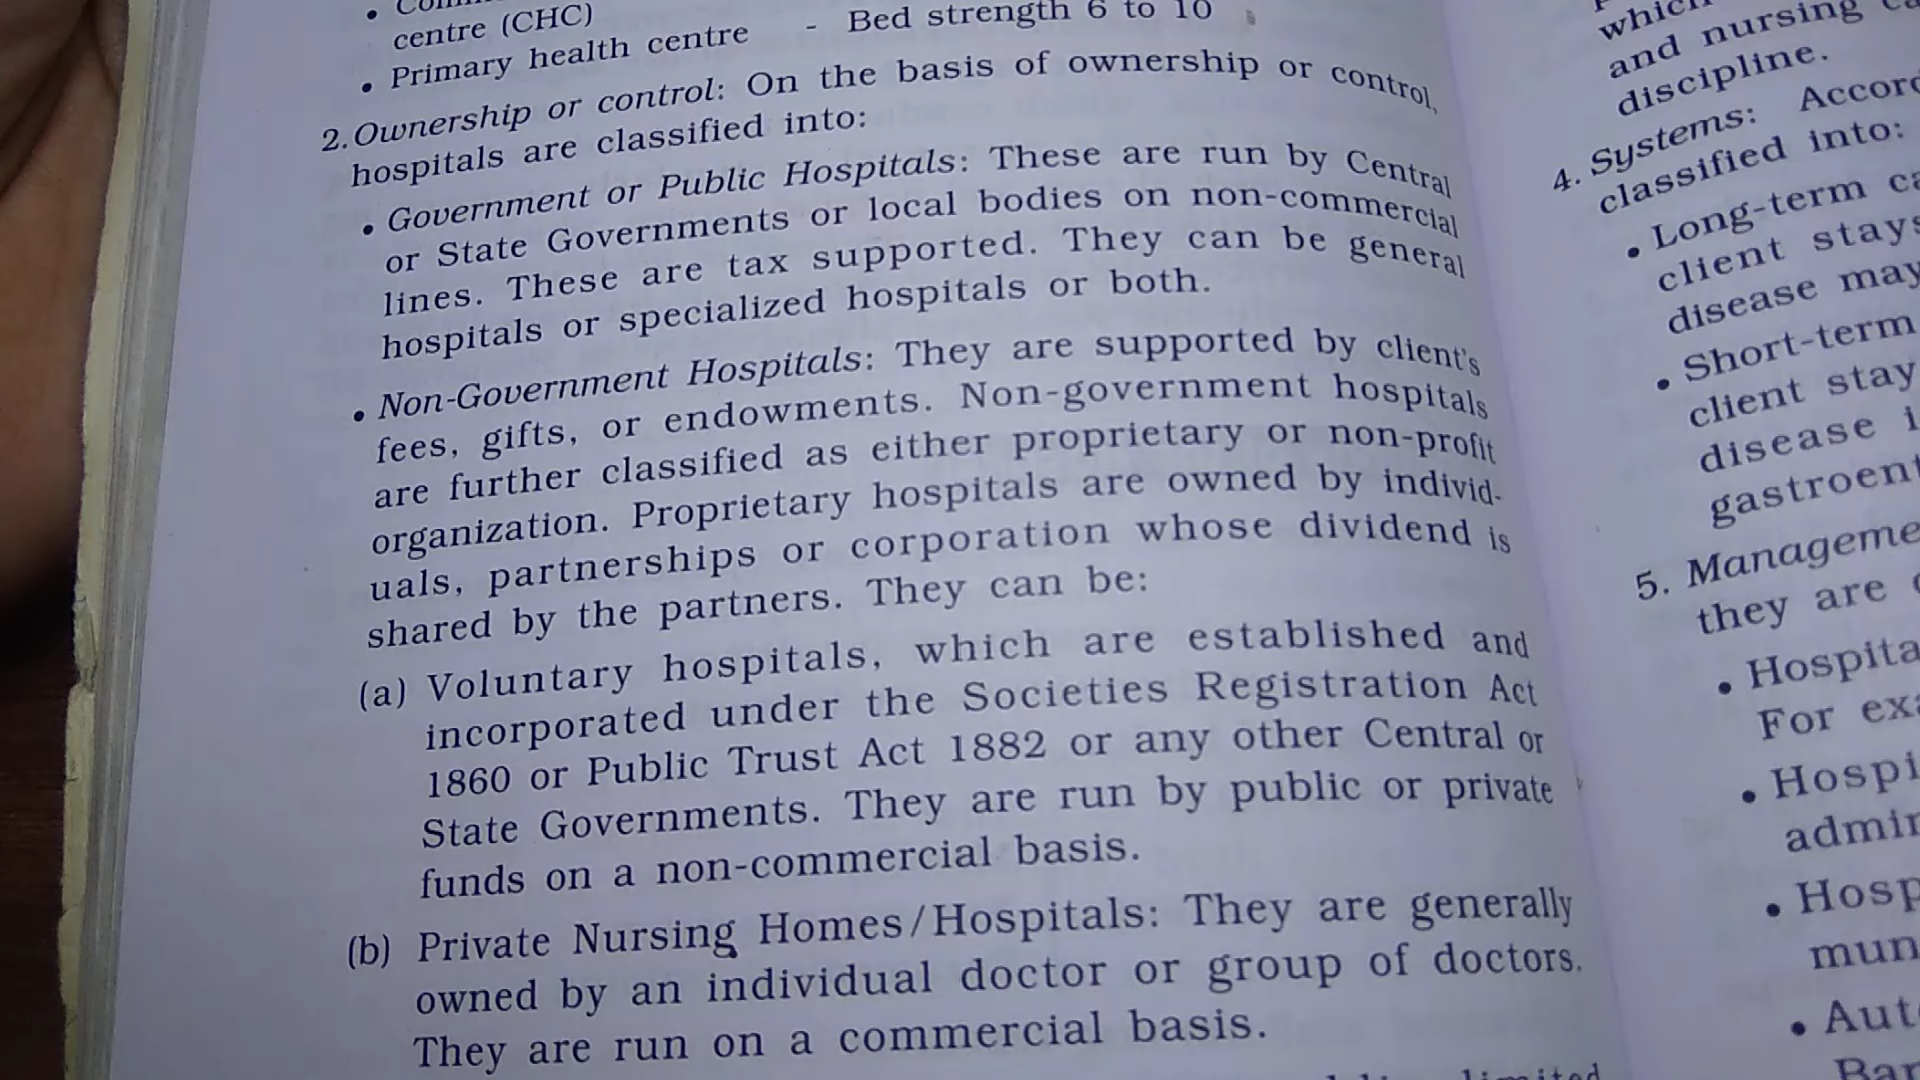 centre (CHC)
• Primary health centre - Bed strength 6 to 10
2. Ownership or control: On the basis of ownership or control,
hospitals are classified into:
• Government or Public Hospitals: These are run by Central
or State Governments or local bodies on non-commercial
lines. These are tax supported. They can be general
hospitals or specialized hospitals or both.
• Non-Government Hospitals: They are supported by client's
fees, gifts, or endowments. Non-government hospitals
are further classified as either proprietary or non-profit
organization. Proprietary hospitals are owned by individ-
uals, partnerships or corporation whose dividend is
shared by the partners. They can be:
(a) Voluntary hospitals, which are established and
incorporated under the Societies Registration Act
1860 or Public Trust Act 1882 or any other Central or
State Governments. They are run by public or private
funds on a non-commercial basis.
(b) Private Nursing Homes/Hospitals: They are generally
owned by an individual doctor or group of doctors.
They are run on a commercial basis.
limited
which
and nursing
discipline.
4. Systems: Accord
classified into:
• Long-term ca
client stays
disease may
• Short-term
client stay
disease i
gastroent
5. Manageme
they are
• Hospita
For exa
• Hospi
admin
• Hosp
mun
• Auto
Ban